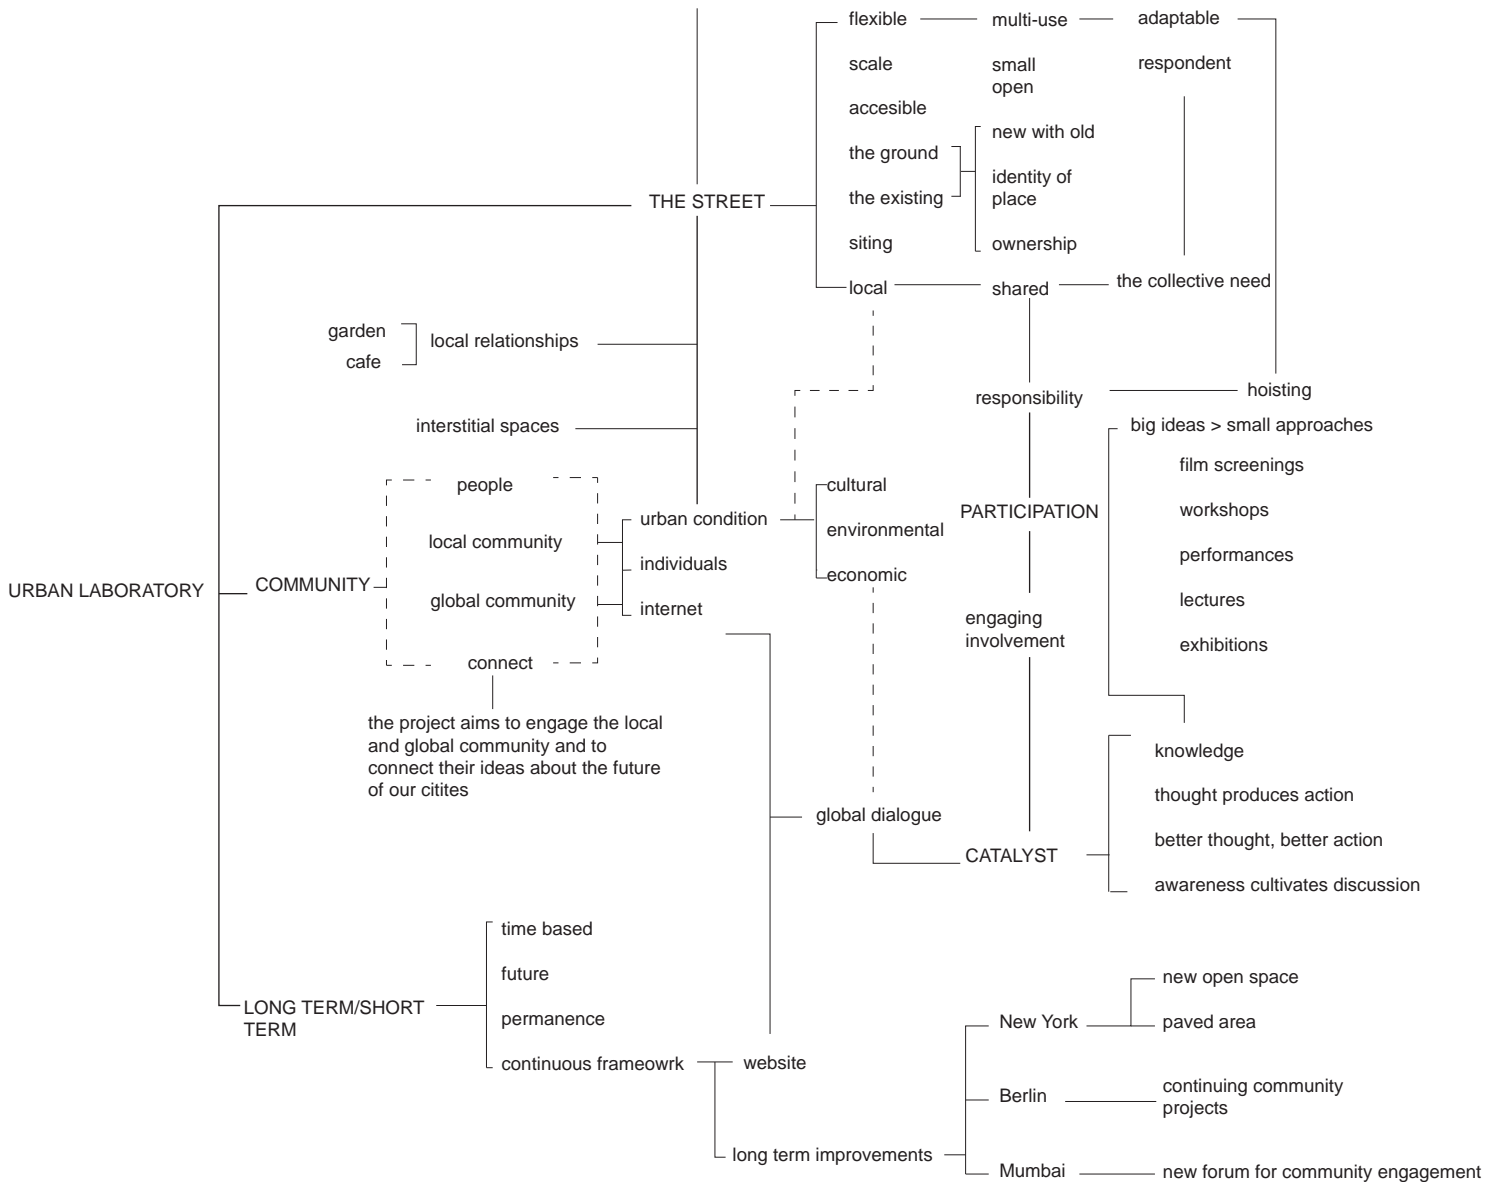 flexible
multi-use
adaptable
scale
small
open
respondent
accesible
new with old
the ground
identity of
place
the existing
THE STREET
siting
ownership
local
shared
the collective need
garden
cafe
local relationships
responsibility
hoisting
interstitial spaces
big ideas > small approaches
film screenings
workshops
performances
lectures
exhibitions
people
local community
global community
connect
urban condition
individuals
internet
cultural
environmental
economic
PARTICIPATION
engaging
involvement
URBAN LABORATORY
COMMUNITY
the project aims to engage the local
and global community and to
connect their ideas about the future
of our citites
knowledge
thought produces action
better thought, better action
awareness cultivates discussion
global dialogue
CATALYST
time based
future
permanence
continuous frameowrk
LONG TERM/SHORT
TERM
website
long term improvements
New York
new open space
paved area
Berlin
continuing community
projects
Mumbai
new forum for community engagement